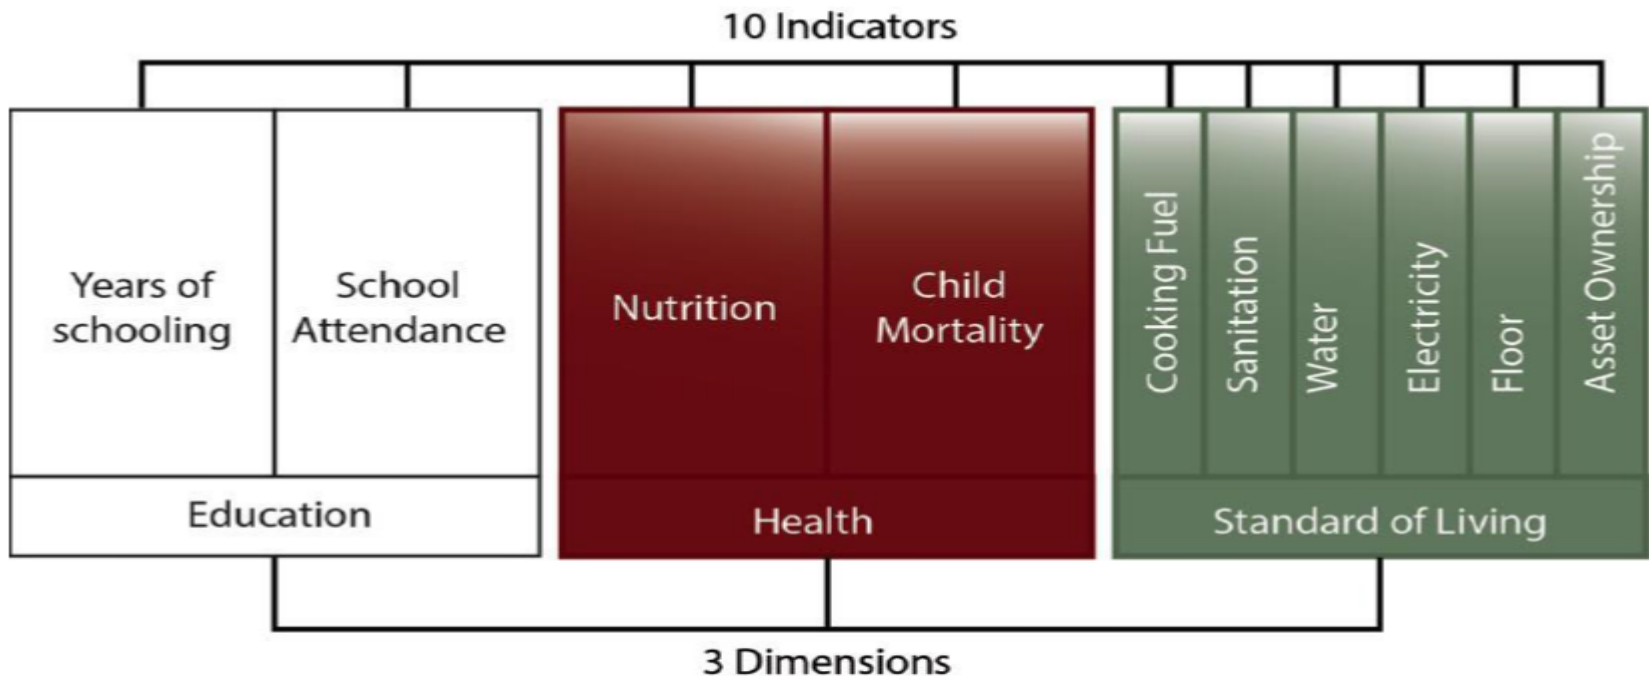 10 Indicators
Years of
schooling
School
Attendance
Nutrition
Child
Mortality
Cooking Fuel
Sanitation
Water
Electricity
Floor
Asset Ownership
Education
Health
Standard of Living
3 Dimensions